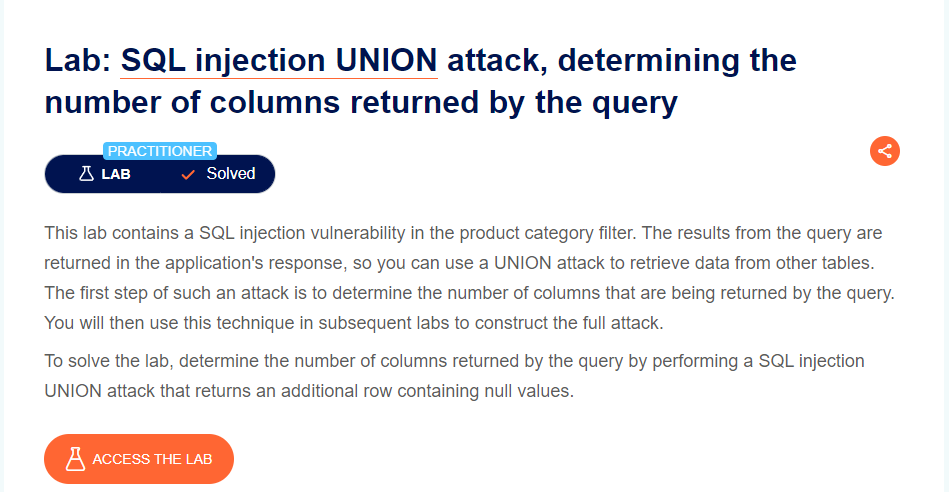 Lab: SQL injection UNION attack, determining the
number of columns returned by the query
PRACTITIONER
LAB Solved
This lab contains a SQL injection vulnerability in the product category filter. The results from the query are
returned in the application's response, so you can use a UNION attack to retrieve data from other tables.
The first step of such an attack is to determine the number of columns that are being returned by the query.
You will then use this technique in subsequent labs to construct the full attack.
To solve the lab, determine the number of columns returned by the query by performing a SQL injection
UNION attack that returns an additional row containing null values.
ACCESS THE LAB